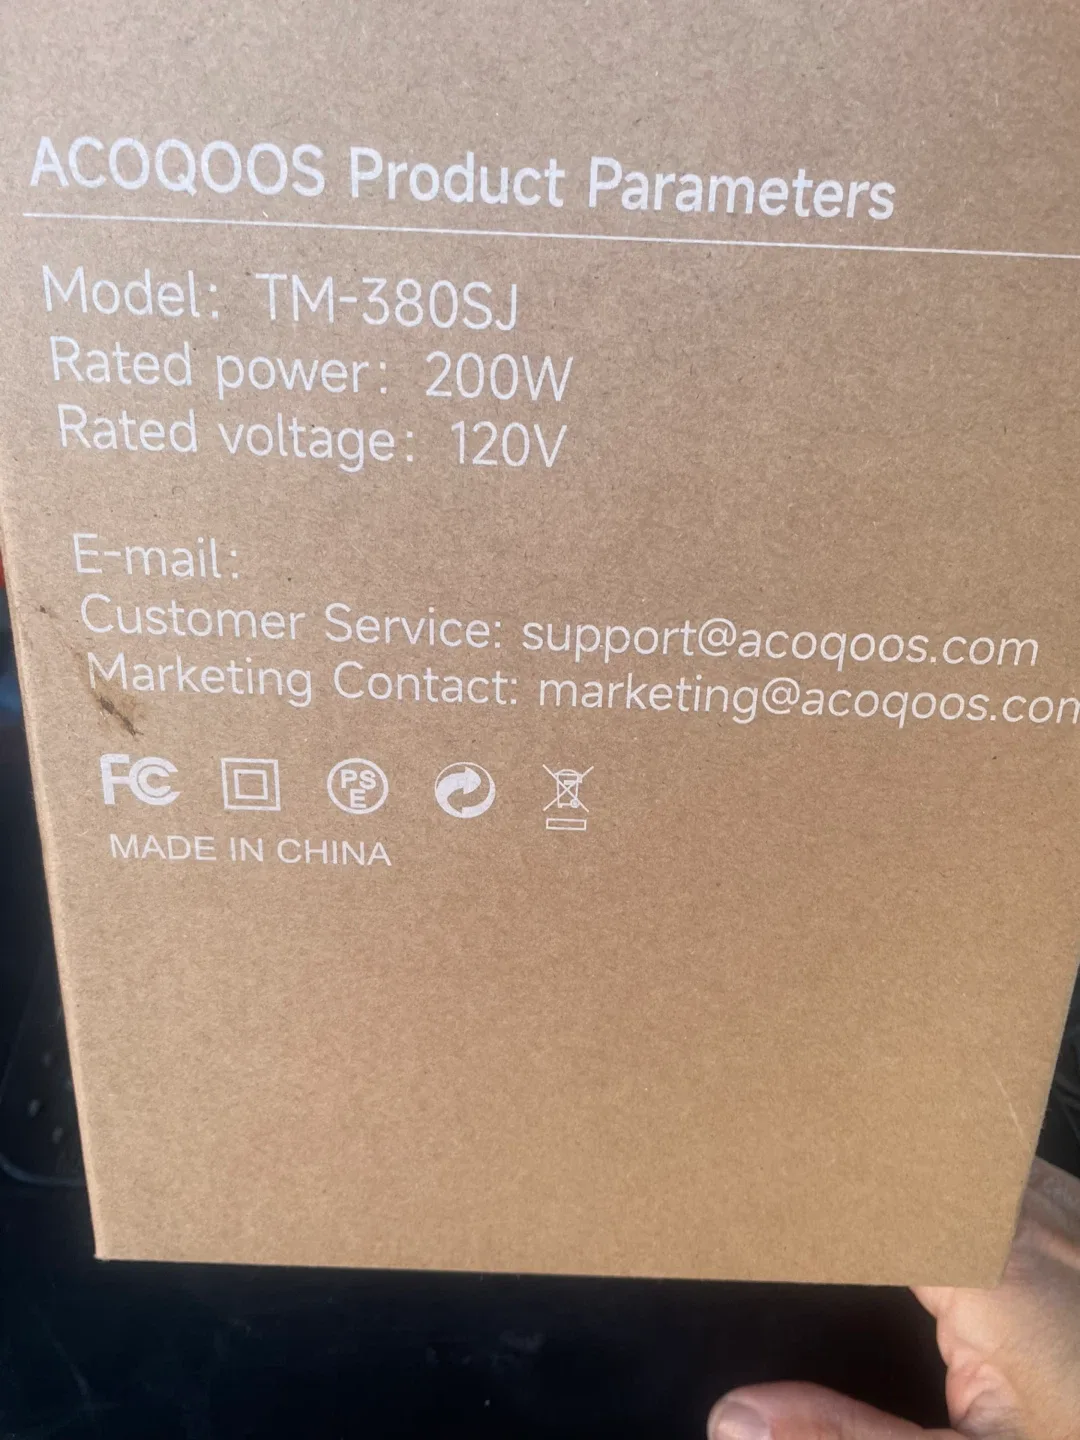 ACOQOOS Product Parameters
Model: TM-380SJ
Rated power: 200W
Rated voltage: 120V
E-mail:
Customer Service: support@acoqoos.com
Marketing Contact: marketing@acoqoos.com
FC PSE
MADE IN CHINA